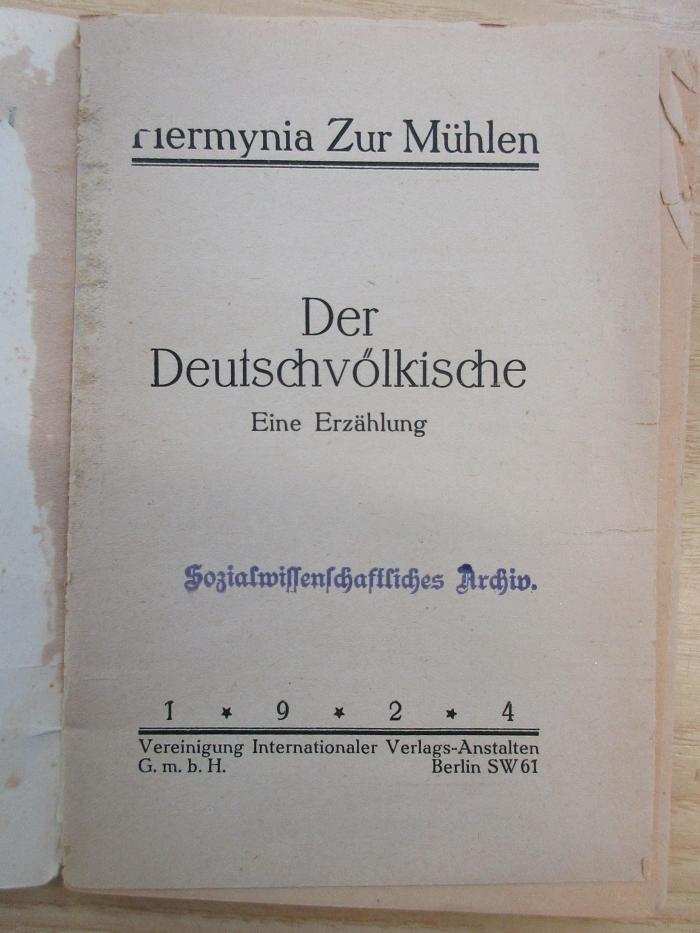 Hermynia Zur Mühlen
Der
Deutschvölkische
Eine Erzählung
Sozialwissenschaftliches Archiv.
1 ★ 9 ★ 2 ★ 4
Vereinigung Internationaler Verlags-Anstalten
G. m. b. H. Berlin SW 61